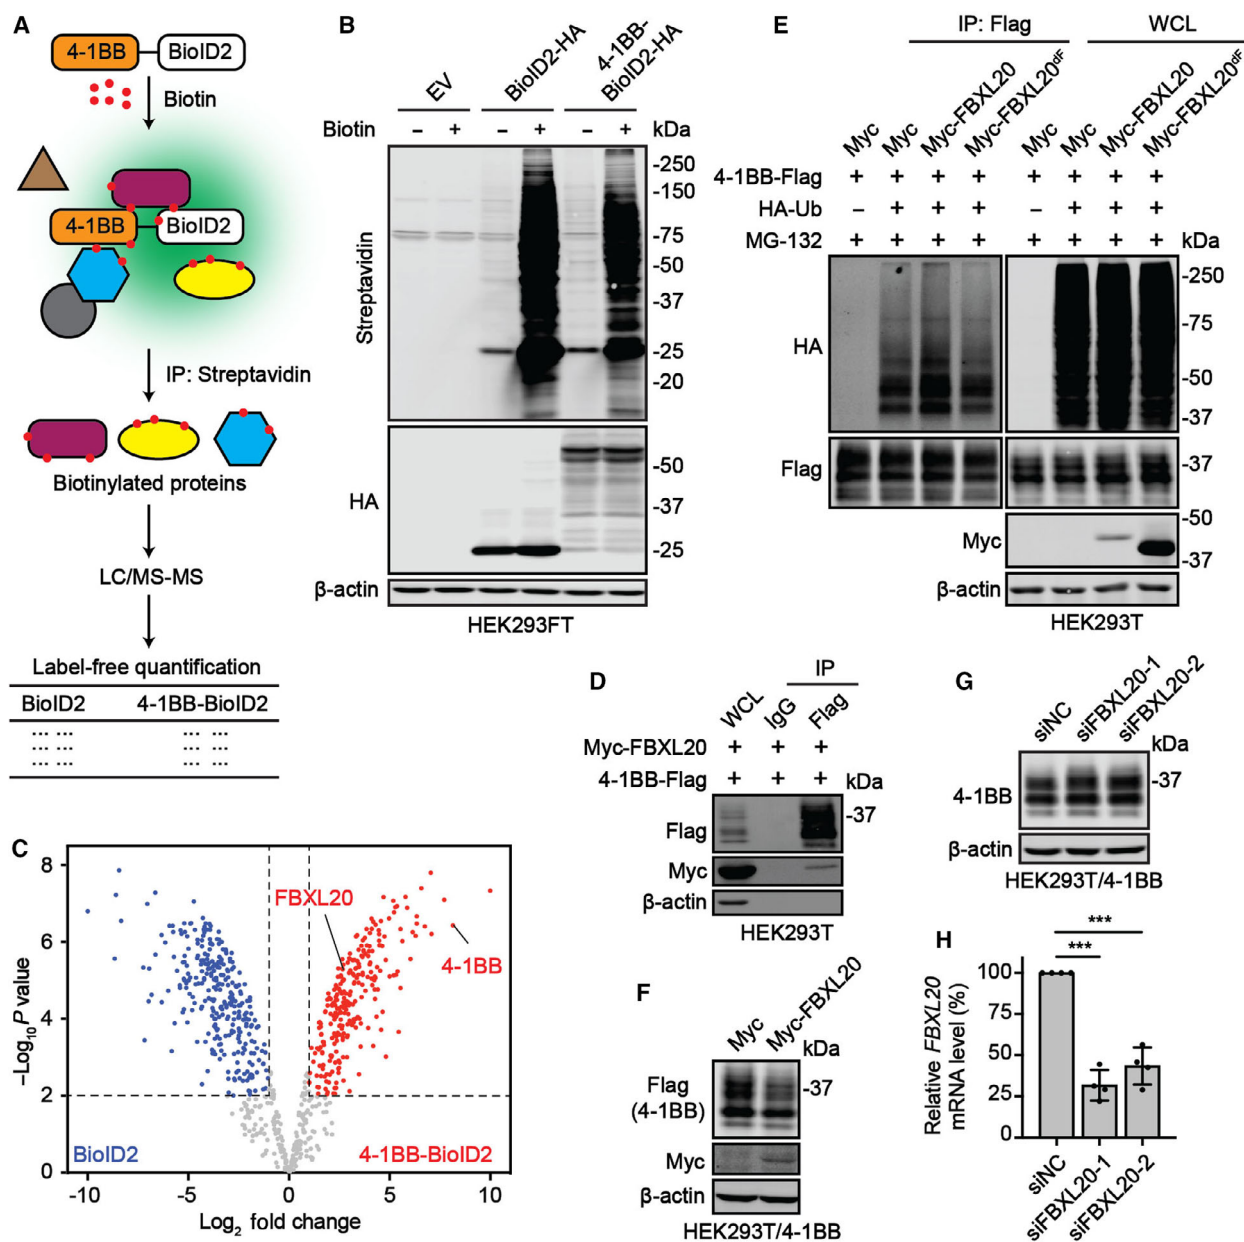 A
4-1BB
BioID2
Biotin
4-1BB
BioID2
IP: Streptavidin
Biotinylated proteins
LC/MS-MS
Label-free quantification
BioID2 4-1BB-BioID2
... ... ... ...
... ... ... ...
... ... ... ...
B
EV
BioID2-HA
4-1BB-
BioID2-HA
Biotin – + – + – + kDa
Streptavidin
-250
-150
-75
-50
-37
-25
-20
HA
-50
-37
-25
β-actin
HEK293FT
C
8
6
4
2
0
–Log10 P value
FBXL20
4-1BB
BioID2
4-1BB-BioID2
-10 -5 0 5 10
Log2 fold change
D
IP
WCL IgG Flag
Myc-FBXL20 + + +
4-1BB-Flag + + + kDa
Flag
-37
Myc
β-actin
HEK293T
E
IP: Flag
WCL
Myc Myc Myc-FBXL20 Myc-FBXL20dF Myc Myc Myc-FBXL20 Myc-FBXL20dF
4-1BB-Flag + + + + + + + +
HA-Ub – + + + – + + +
MG-132 + + + + + + + + kDa
HA
-250
-75
-50
-37
Flag
-37
Myc
-50
-37
β-actin
HEK293T
F
Myc Myc-FBXL20
kDa
Flag
(4-1BB)
-37
Myc
β-actin
HEK293T/4-1BB
G
siNC siFBXL20-1 siFBXL20-2
kDa
4-1BB
-37
β-actin
HEK293T/4-1BB
H
***
***
100
75
50
25
0
Relative FBXL20
mRNA level (%)
siNC
siFBXL20-1
siFBXL20-2